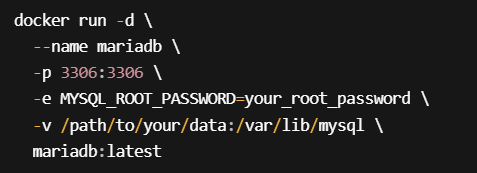 docker run -d \
  --name mariadb \
  -p 3306:3306 \
  -e MYSQL_ROOT_PASSWORD=your_root_password \
  -v /path/to/your/data:/var/lib/mysql \
  mariadb:latest